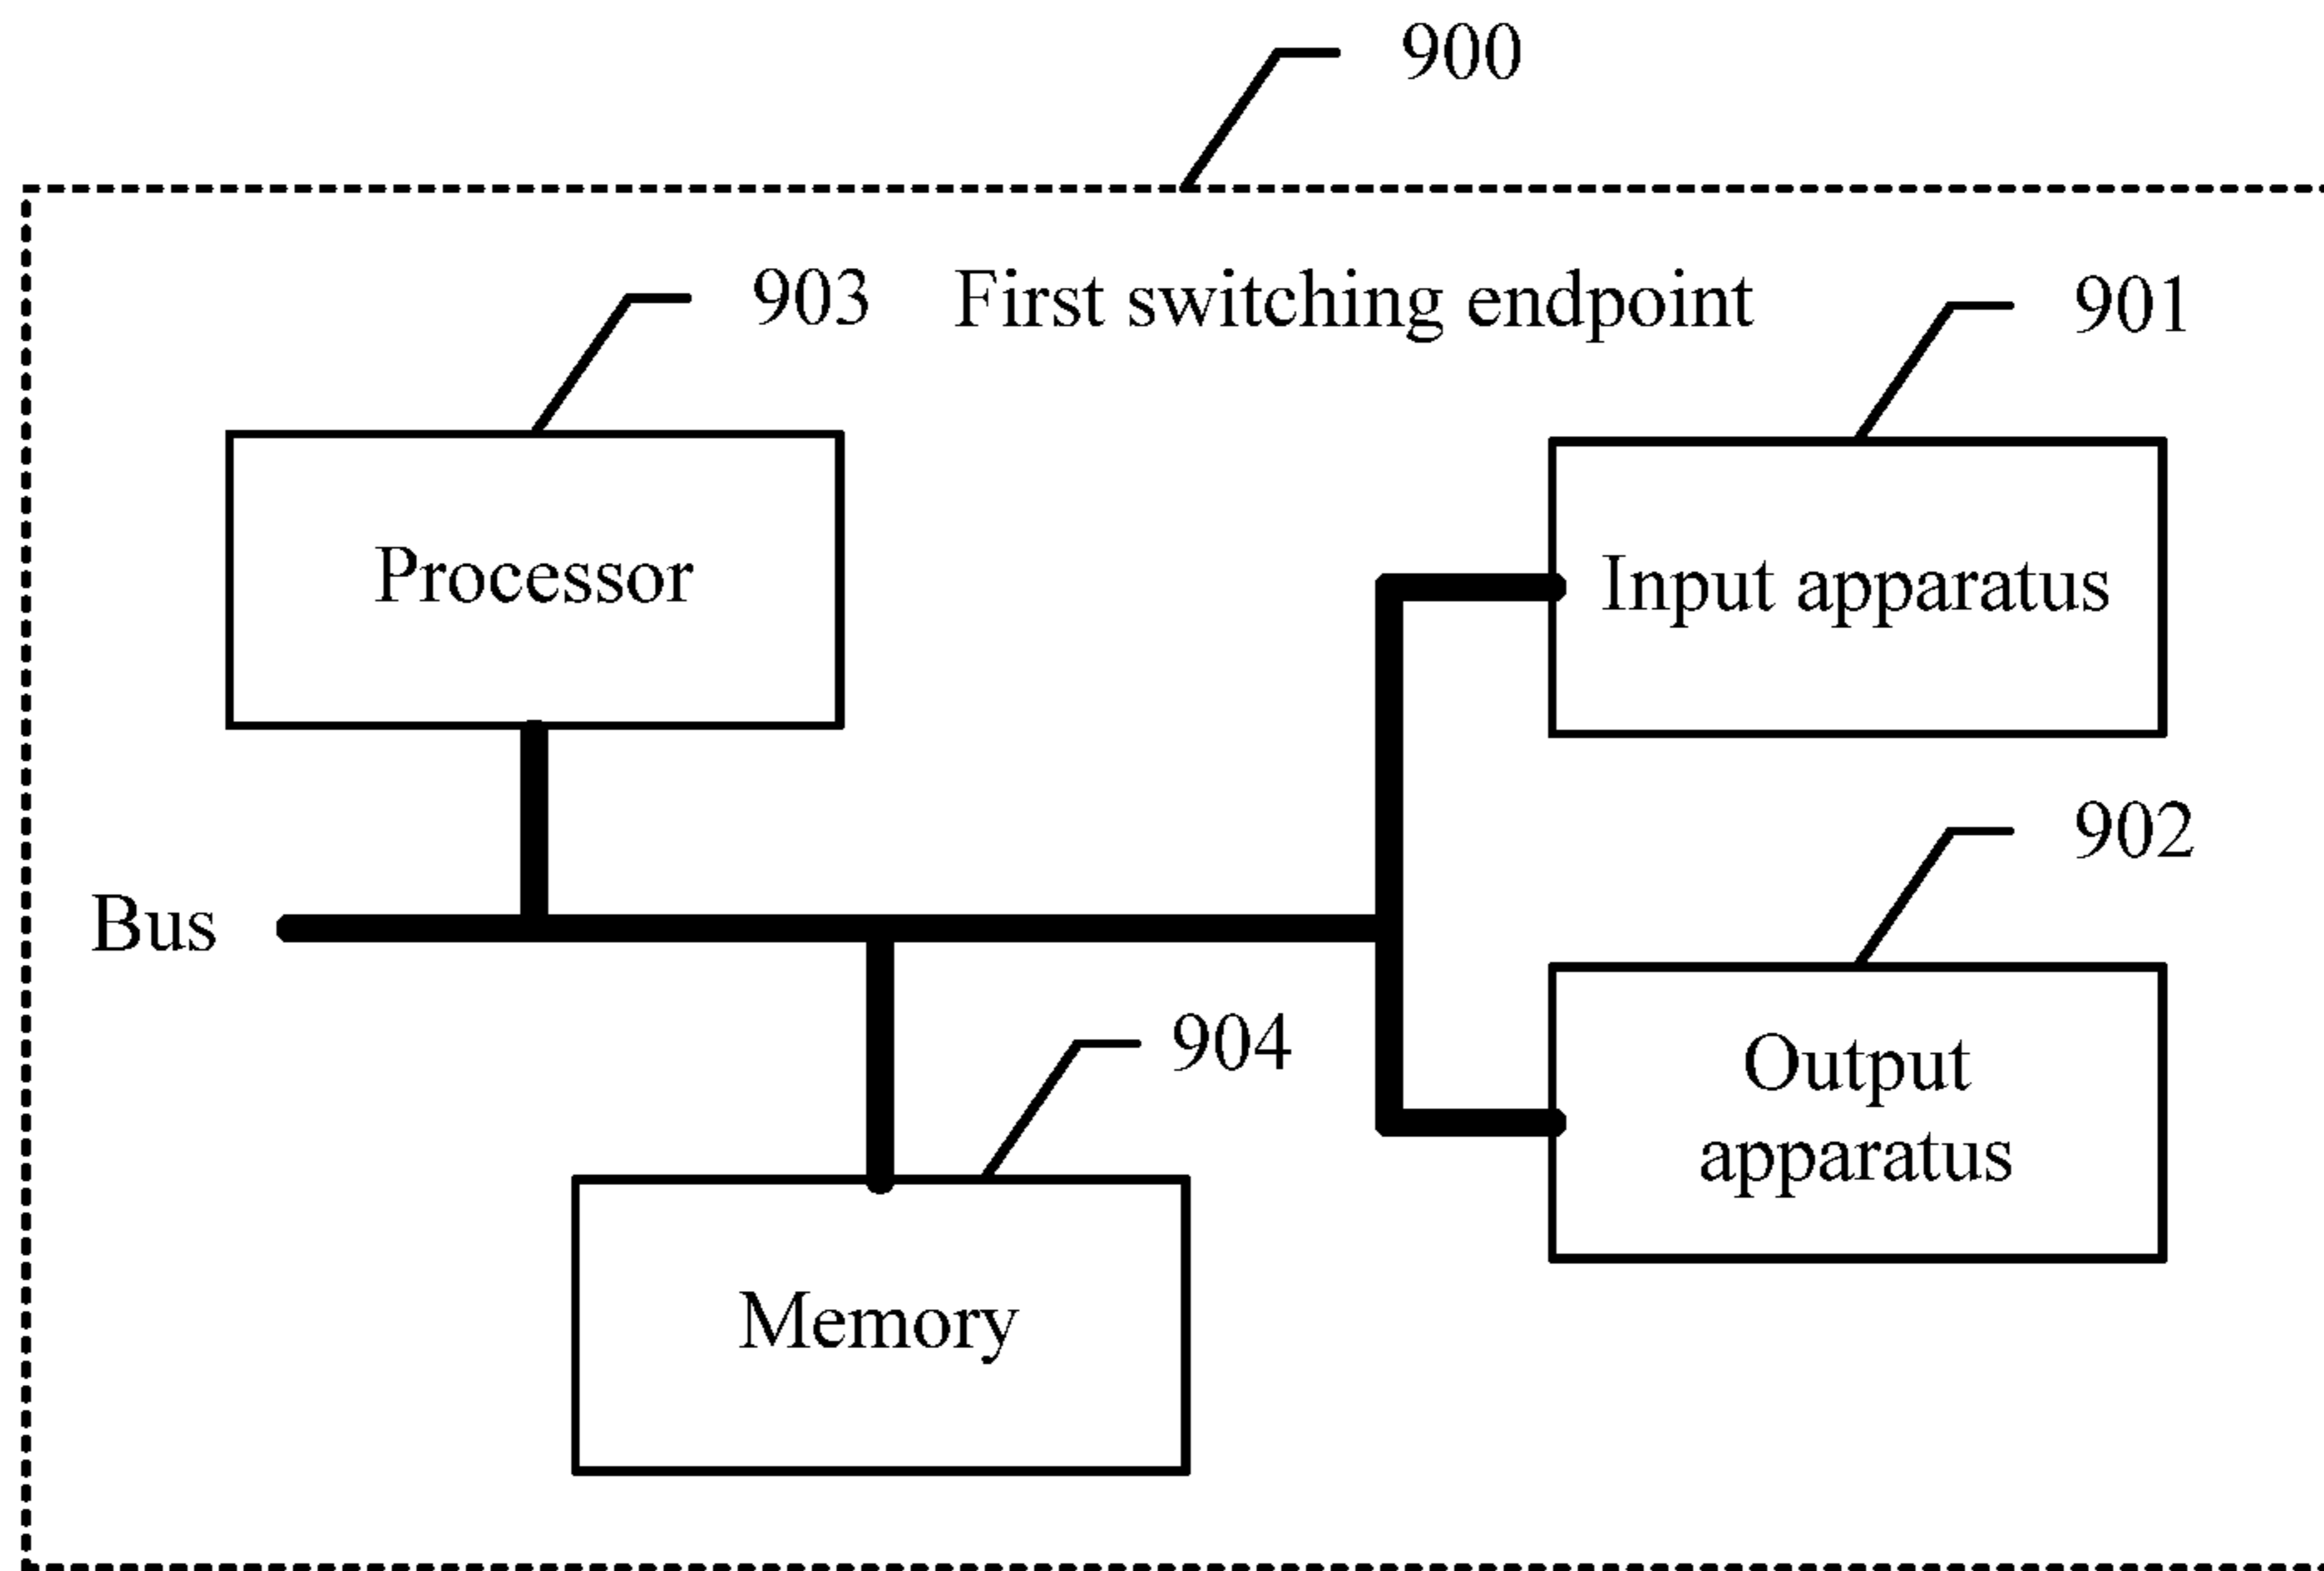 900
903
First switching endpoint
901
Processor
Input apparatus
902
Bus
904
Output
apparatus
Memory